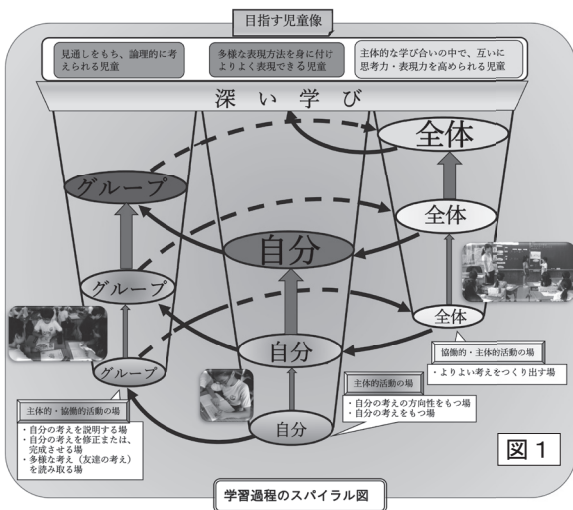 目指す児童像
見通しをもち、論理的に考
えられる児童
多様な表現方法を身に付け
よりよく表現できる児童
主体的な学び合いの中で、互いに
思考力・表現力を高められる児童
深い学び
全体
グループ
全体
自分
グループ
全体
自分
グループ
自分
協働的・主体的活動の場
・よりよい考えをつくり出す場
主体的活動の場
・自分の考えの方向性をもつ場
・自分の考えをもつ場
主体的・協働的活動の場
・自分の考えを説明する場
・自分の考えを修正または、
完成させる場
・多様な考え（友達の考え）
を読み取る場
図1
学習過程のスパイラル図